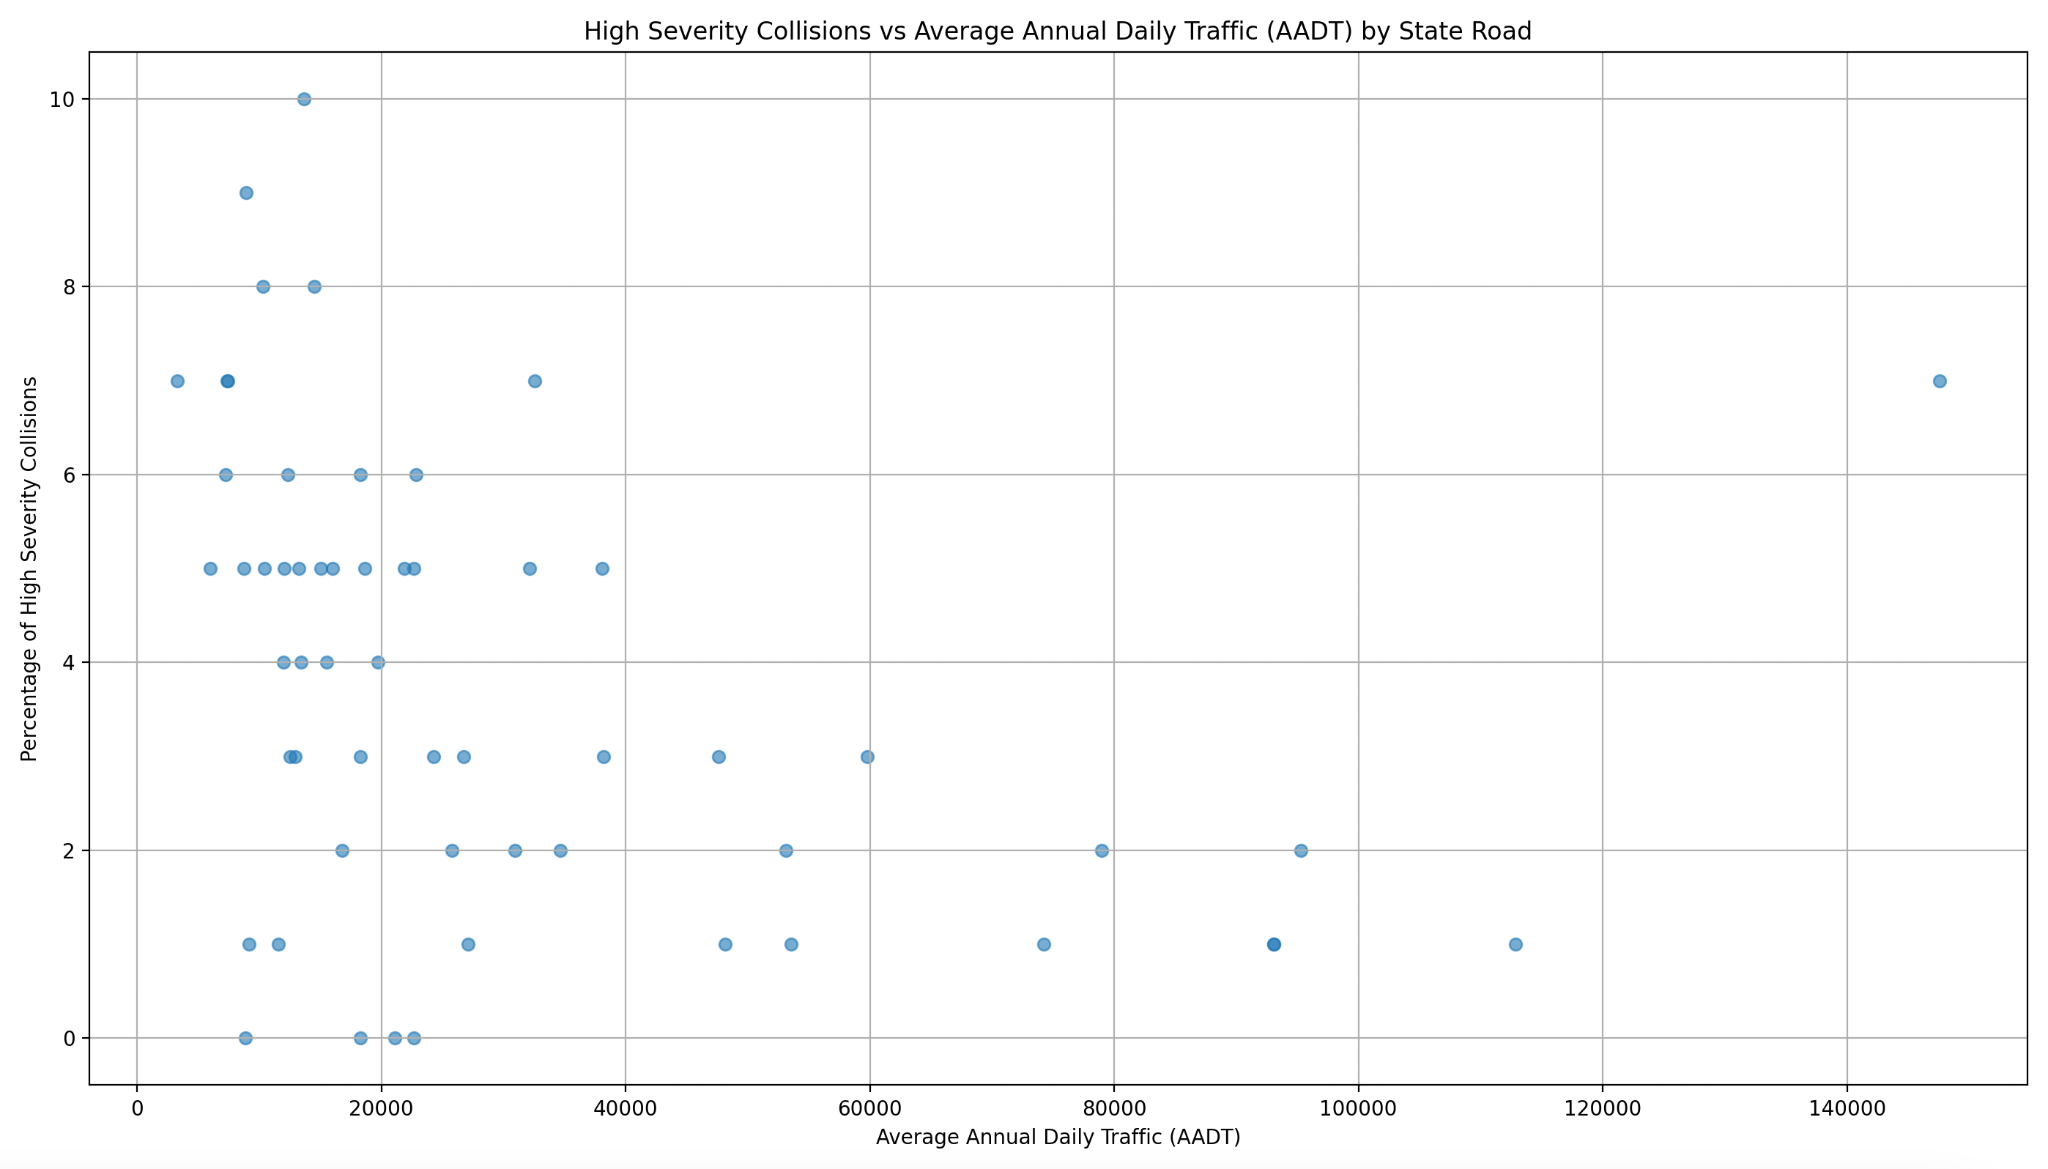 High Severity Collisions vs Average Annual Daily Traffic (AADT) by State Road
Percentage of High Severity Collisions
10
8
6
4
2
0
0 20000 40000 60000 80000 100000 120000 140000
Average Annual Daily Traffic (AADT)